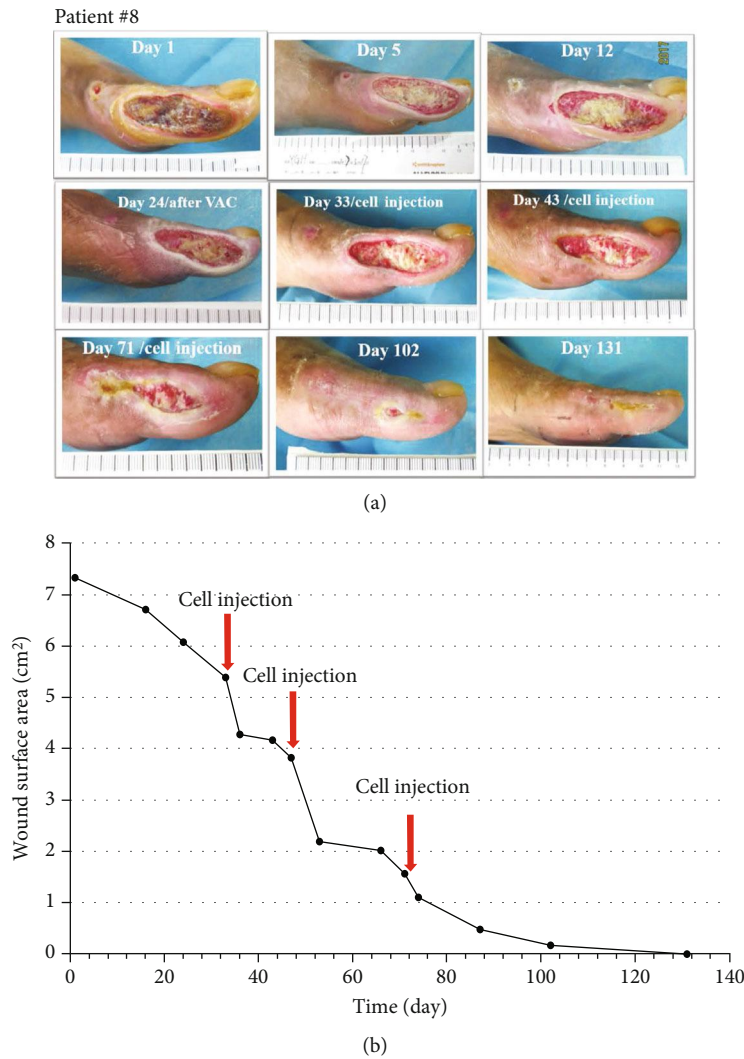 Patient #8
Day 1
Day 5
Day 12
2017
Day 24/after VAC
Day 33/cell injection
Day 43 /cell injection
Day 71 /cell injection
Day 102
Day 131
(a)
8
7
6
5
4
3
2
1
0
Wound surface area (cm²)
Cell injection
Cell injection
Cell injection
0
20
40
60
80
100
120
140
Time (day)
(b)